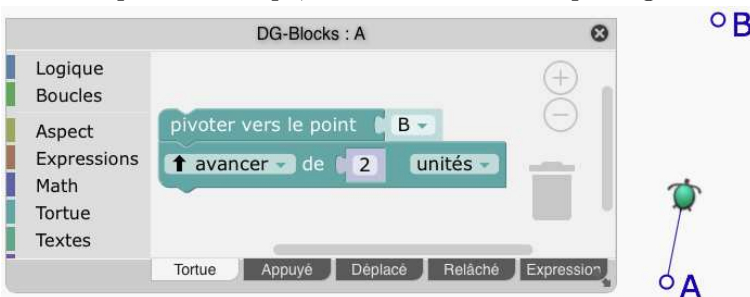 DG-Blocks : A
B
Logique
Boucles
Aspect
Expressions
Math
Tortue
Textes
pivoter vers le point B
avancer de 2 unités
Tortue Appuyé Déplacé Relâché Expression
A